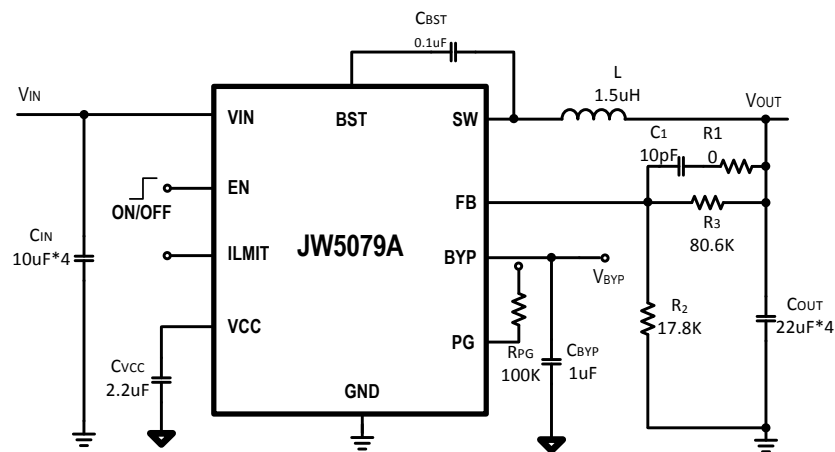 CBST
0.1uF
L
1.5uH
VIN
VOUT
VIN
BST
SW
C1
10pF
R1
0
EN
ON/OFF
FB
R3
80.6K
CIN
10uF*4
ILMIT
JW5079A
BYP
VBYP
R2
17.8K
COUT
22uF*4
VCC
PG
CVCC
2.2uF
RPG
100K
CBYP
1uF
GND